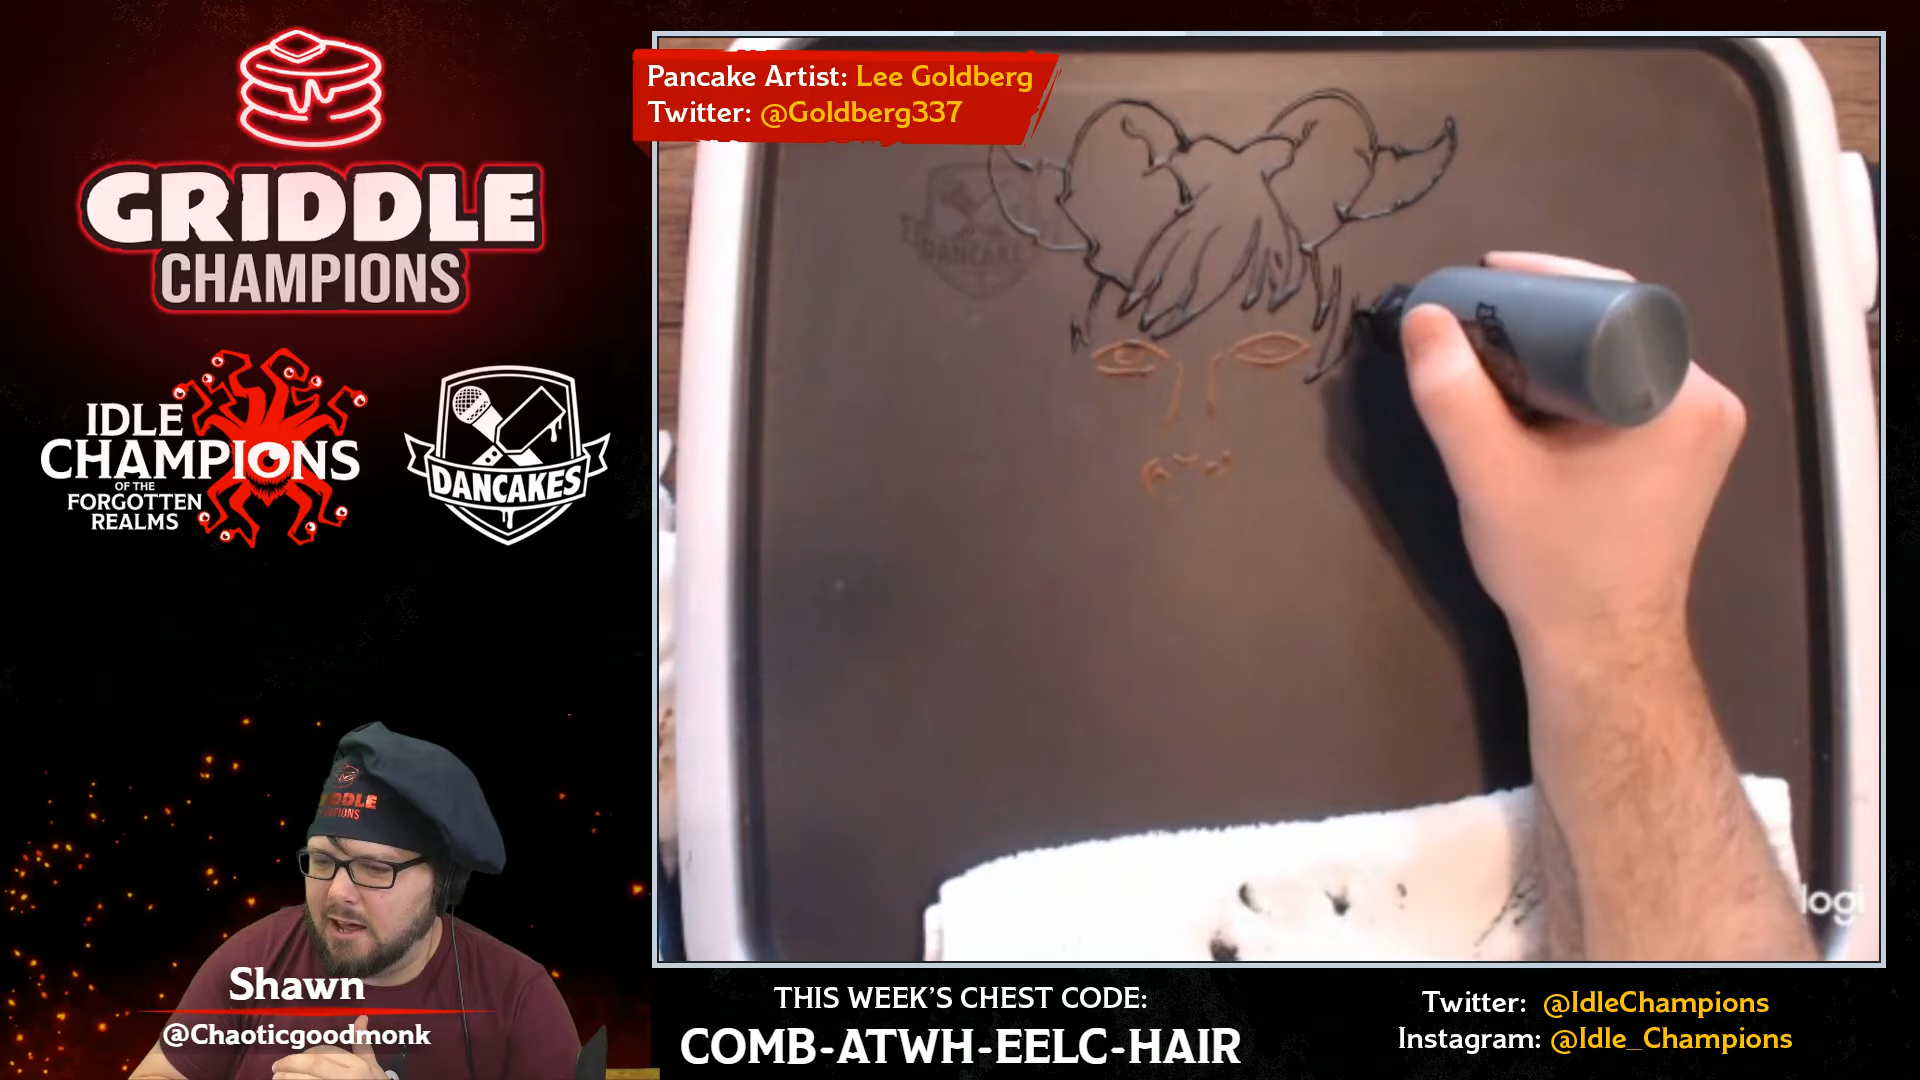 GRIDDLE
CHAMPIONS
IDLE
CHAMPIONS
OF THE
FORGOTTEN
REALMS
DANCAKES
Pancake Artist: Lee Goldberg
Twitter: @Goldberg337
DANCAKES
logi
Shawn
@Chaoticgoodmonk
THIS WEEK'S CHEST CODE:
COMB-ATWH-EELC-HAIR
Twitter: @IdleChampions
Instagram: @Idle_Champions